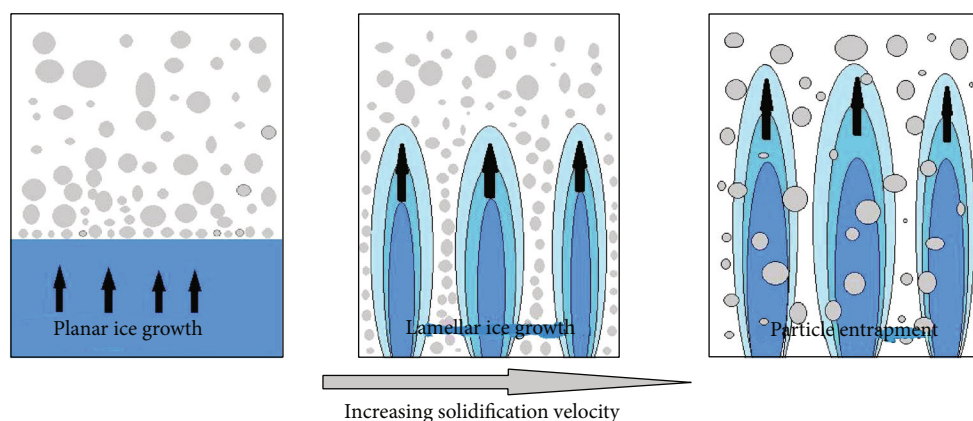 Planar ice growth
Lamellar ice growth
Particle entrapment
Increasing solidification velocity